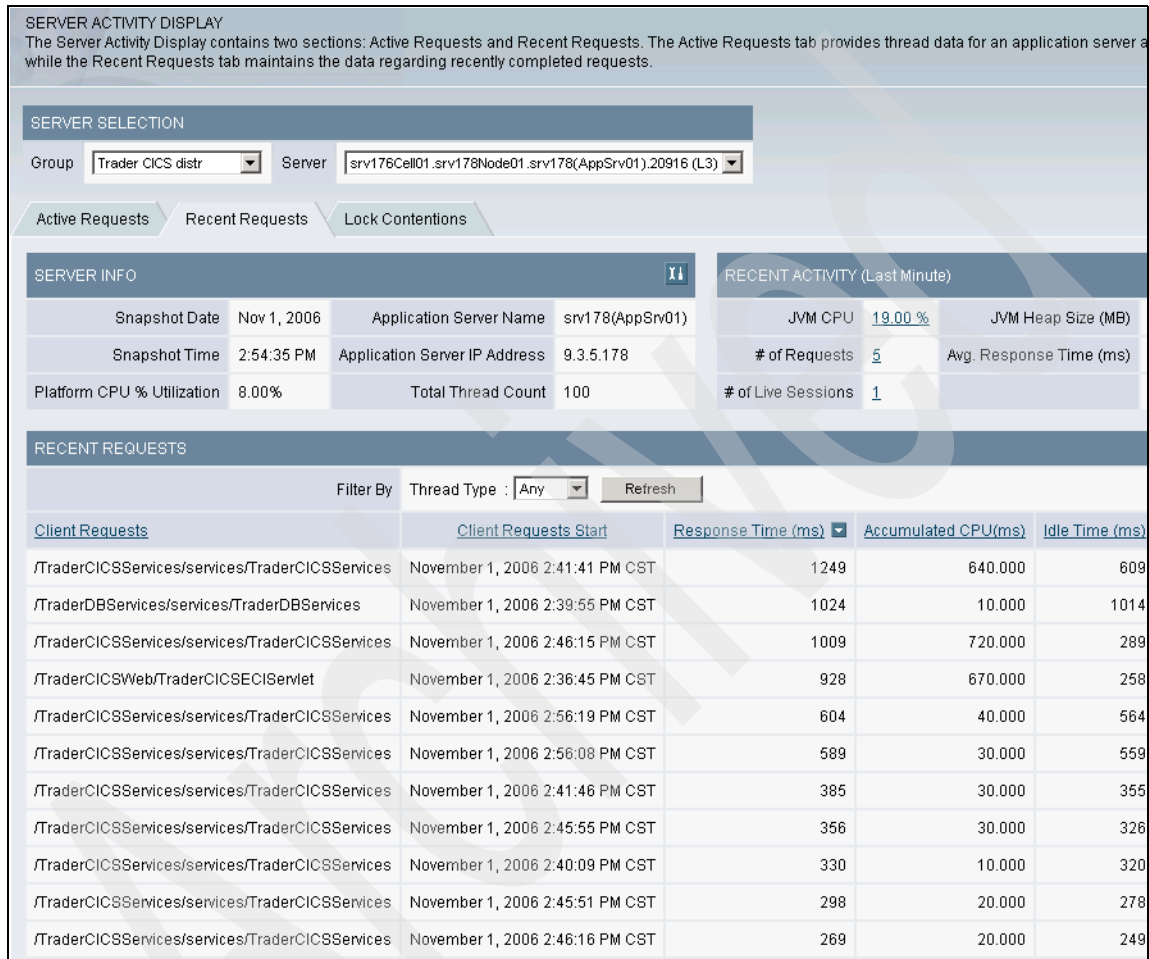 SERVER ACTIVITY DISPLAY
The Server Activity Display contains two sections: Active Requests and Recent Requests. The Active Requests tab provides thread data for an application server a
while the Recent Requests tab maintains the data regarding recently completed requests.
SERVER SELECTION
Group Trader CICS distr Server srv176Cell01.srv178Node01.srv178(AppSrv01).20916 (L3)
Active Requests Recent Requests Lock Contentions
SERVER INFO RECENT ACTIVITY (Last Minute)
Snapshot Date Nov 1, 2006 Application Server Name srv178(AppSrv01) JVM CPU 19.00 % JVM Heap Size (MB)
Snapshot Time 2:54:35 PM Application Server IP Address 9.3.5.178 # of Requests 5 Avg. Response Time (ms)
Platform CPU % Utilization 8.00% Total Thread Count 100 # of Live Sessions 1
RECENT REQUESTS
Filter By Thread Type : Any Refresh
Client Requests Client Requests Start Response Time (ms) Accumulated CPU(ms) Idle Time (ms)
/TraderCICSServices/services/TraderCICSServices November 1, 2006 2:41:41 PM CST 1249 640.000 609
/TraderDBServices/services/TraderDBServices November 1, 2006 2:39:55 PM CST 1024 10.000 1014
/TraderCICSServices/services/TraderCICSServices November 1, 2006 2:46:15 PM CST 1009 720.000 289
/TraderCICSWeb/TraderCICSECIServlet November 1, 2006 2:36:45 PM CST 928 670.000 258
/TraderCICSServices/services/TraderCICSServices November 1, 2006 2:56:19 PM CST 604 40.000 564
/TraderCICSServices/services/TraderCICSServices November 1, 2006 2:56:08 PM CST 589 30.000 559
/TraderCICSServices/services/TraderCICSServices November 1, 2006 2:41:46 PM CST 385 30.000 355
/TraderCICSServices/services/TraderCICSServices November 1, 2006 2:45:55 PM CST 356 30.000 326
/TraderCICSServices/services/TraderCICSServices November 1, 2006 2:40:09 PM CST 330 10.000 320
/TraderCICSServices/services/TraderCICSServices November 1, 2006 2:45:51 PM CST 298 20.000 278
/TraderCICSServices/services/TraderCICSServices November 1, 2006 2:46:16 PM CST 269 20.000 249
Archived